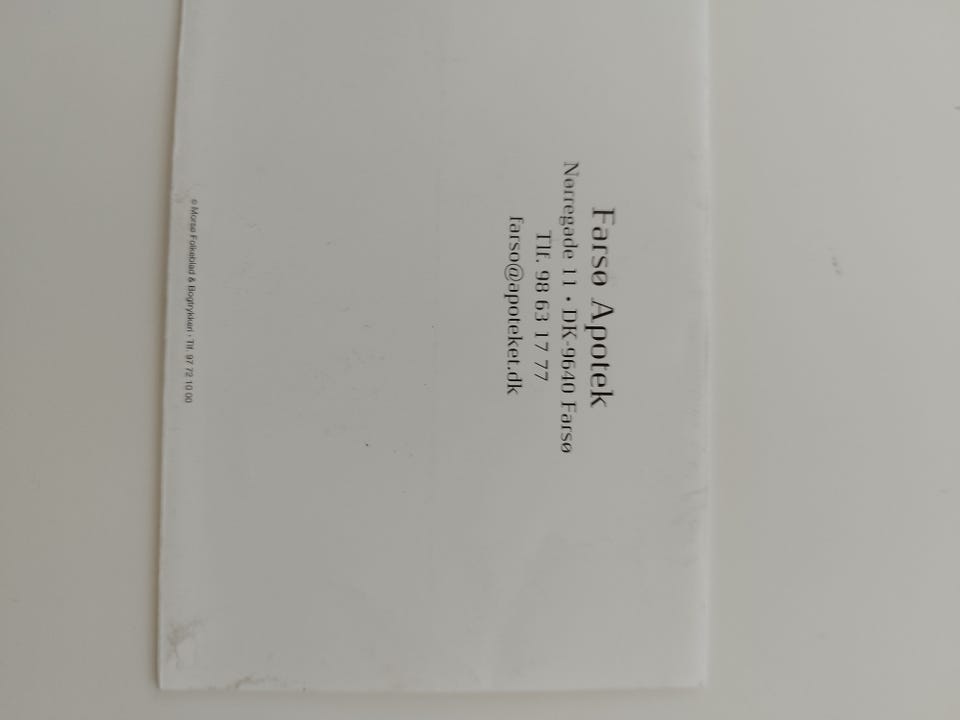 Farsø Apotek
Nørregade 11 • DK-9640 Farsø
Tlf. 98 63 17 77
farso@apoteket.dk
© Morsø Folkeblad & Bogtrykkeri · Tlf. 97 72 10 00